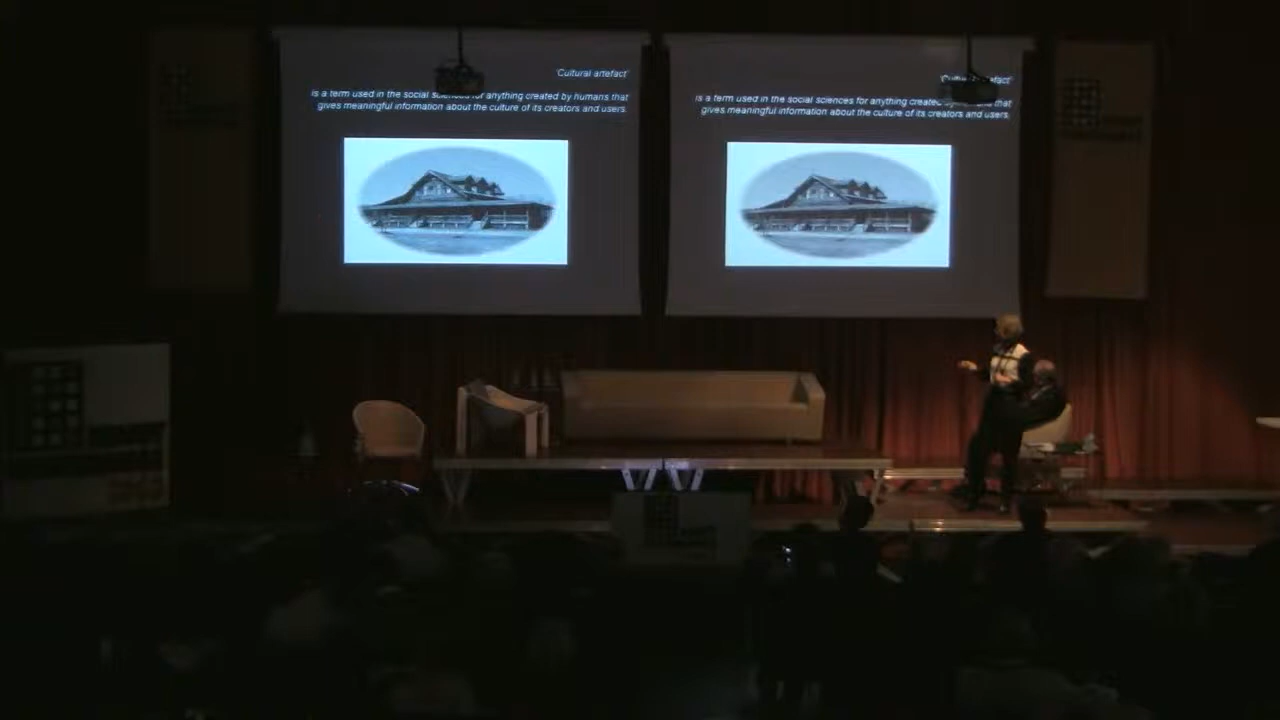 'Cultural artefact'
is a term used in the social sciences for anything created by humans that
gives meaningful information about the culture of its creators and users.
is a term used in the social sciences for anything created that
gives meaningful information about the culture of its creators and users.